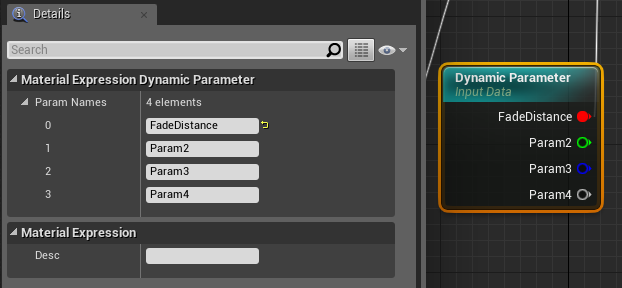 Details
Search
Material Expression Dynamic Parameter
Param Names 4 elements
0 FadeDistance
1 Param2
2 Param3
3 Param4
Material Expression
Desc
Dynamic Parameter
Input Data
FadeDistance
Param2
Param3
Param4